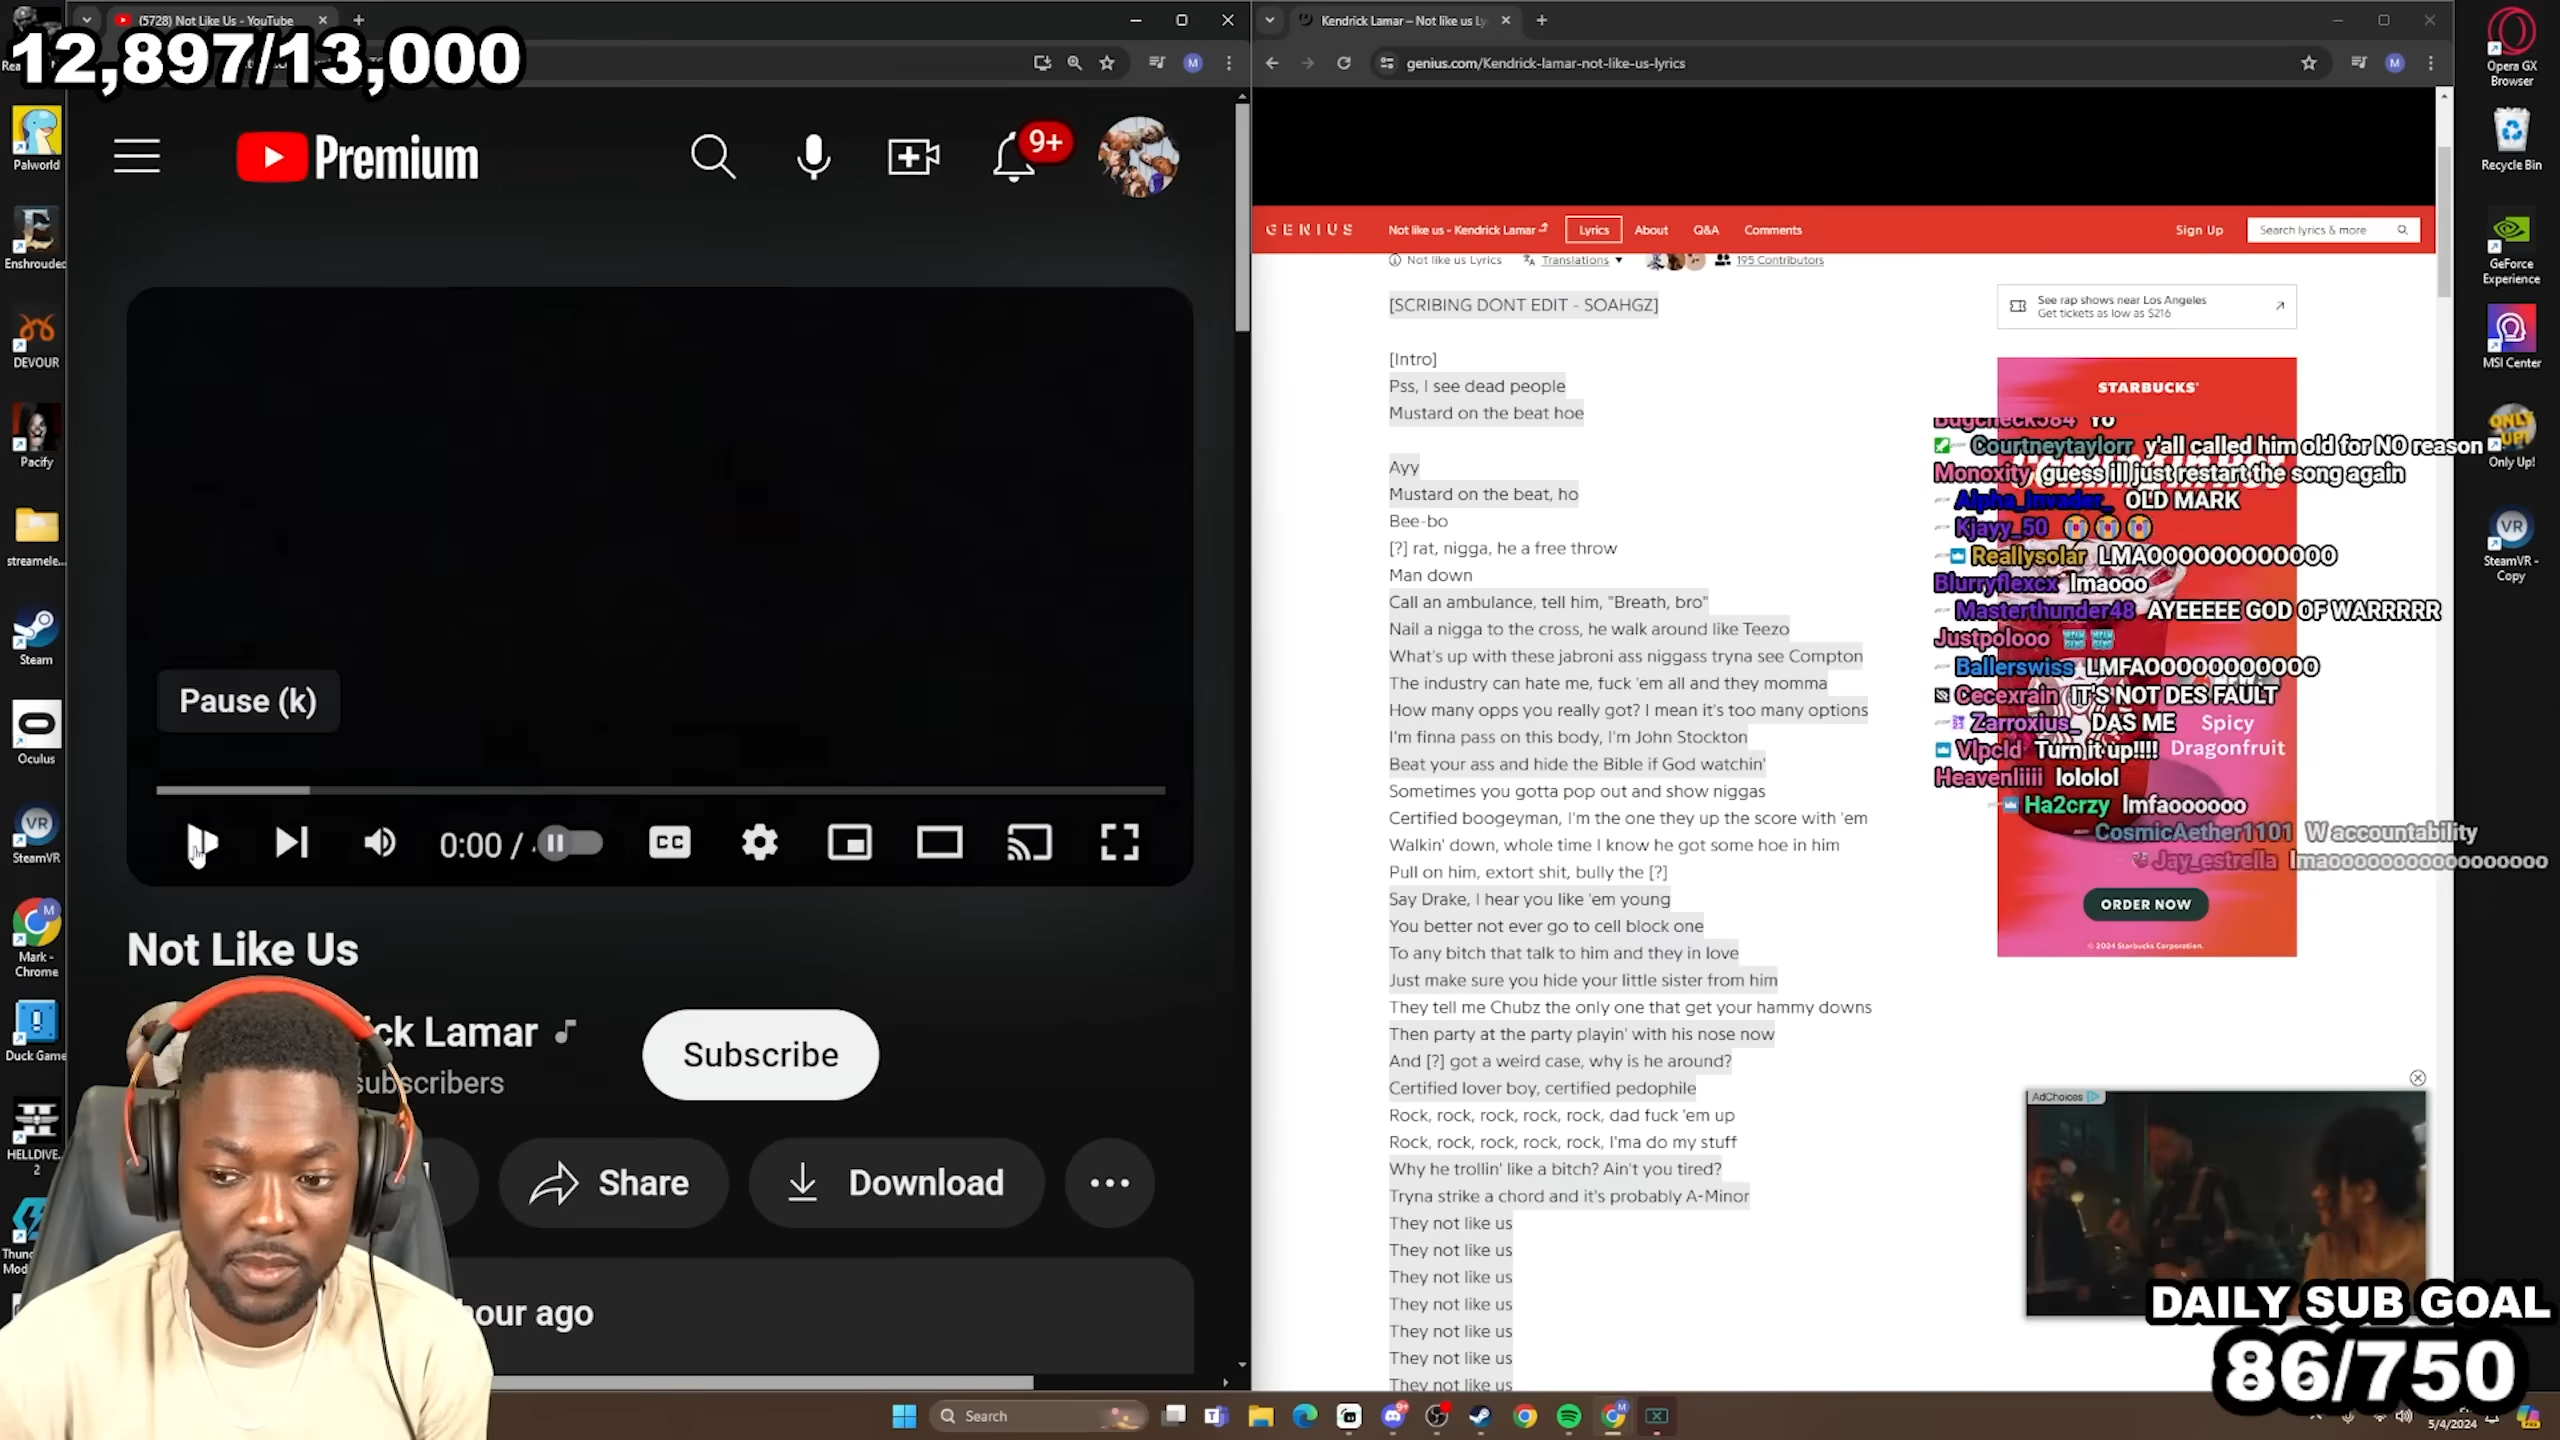 (5728) Not Like Us - YouTube
12,897/13,000
Palworld
Enshrouded
DEVOUR
Pacify
streamele...
Steam
Oculus
SteamVR
Mark - Chrome
Duck Game
HELLDIVE... 2
Premium
9+
Pause (k)
0:00 /
CC
Not Like Us
ck Lamar
subscribers
Subscribe
Share
Download
hour ago
Kendrick Lamar – Not like us Ly
genius.com/Kendrick-lamar-not-like-us-lyrics
GENIUS
Not like us - Kendrick Lamar
Lyrics
About
Q&A
Comments
Sign Up
Search lyrics & more
Not like us Lyrics
Translations
195 Contributors
[SCRIBING DONT EDIT - SOAHGZ]
[Intro]
Pss, I see dead people
Mustard on the beat hoe
Ayy
Mustard on the beat, ho
Bee-bo
[?] rat, nigga, he a free throw
Man down
Call an ambulance, tell him, "Breath, bro"
Nail a nigga to the cross, he walk around like Teezo
What's up with these jabroni ass niggass tryna see Compton
The industry can hate me, fuck 'em all and they momma
How many opps you really got? I mean it's too many options
I'm finna pass on this body, I'm John Stockton
Beat your ass and hide the Bible if God watchin'
Sometimes you gotta pop out and show niggas
Certified boogeyman, I'm the one they up the score with 'em
Walkin' down, whole time I know he got some hoe in him
Pull on him, extort shit, bully the [?]
Say Drake, I hear you like 'em young
You better not ever go to cell block one
To any bitch that talk to him and they in love
Just make sure you hide your little sister from him
They tell me Chubz the only one that get your hammy downs
Then party at the party playin' with his nose now
And [?] got a weird case, why is he around?
Certified lover boy, certified pedophile
Rock, rock, rock, rock, rock, dad fuck 'em up
Rock, rock, rock, rock, rock, I'ma do my stuff
Why he trollin' like a bitch? Ain't you tired?
Tryna strike a chord and it's probably A-Minor
They not like us
They not like us
They not like us
They not like us
They not like us
They not like us
They not like us
See rap shows near Los Angeles
Get tickets as low as $216
STARBUCKS
Bugcheck584 Yo
Courtneytaylorr y'all called him old for NO reason
Monoxity guess ill just restart the song again
Alpha_Invader_ OLD MARK
Kjayy_50 😭😭😭
Reallysolar LMAOOOOOOOOOOOO
Blurryflexcx lmaooo
Masterthunder48 AYEEEEE GOD OF WARRRRR
Justpolooo
Ballerswiss LMFAOOOOOOOOOOO
Cecexrain IT'S NOT DES FAULT
Zarroxius_ DAS ME
Vlpcld Turn it up!!!!
Heavenliiii lololol
Ha2crzy lmfaoooooo
CosmicAether1101 W accountability
Jay_estrella lmaooooooooooooooooo
Spicy
Dragonfruit
ORDER NOW
© 2024 Starbucks Corporation.
AdChoices
DAILY SUB GOAL
86/750
Opera GX Browser
Recycle Bin
GeForce Experience
MSI Center
ONLY UP!
Only Up!
SteamVR - Copy
Search
5/4/2024